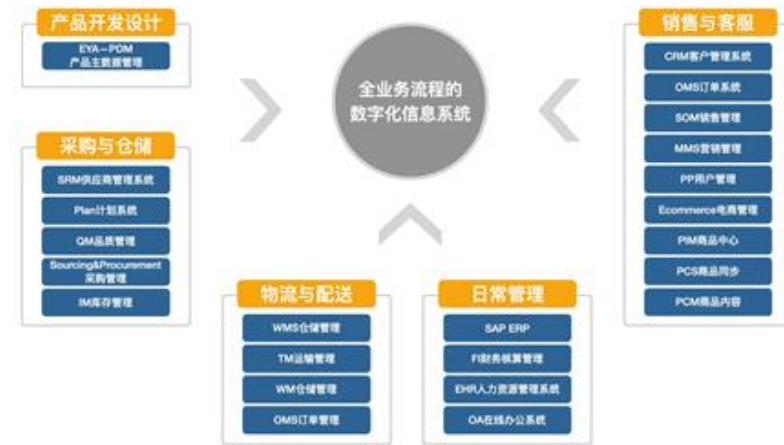 产品开发设计
EYA-PDM
产品主数据管理
采购与仓储
SRM供应商管理系统
Plan计划系统
QM品质管理
Sourcing&Procurement
采购管理
IM库存管理
全业务流程的
数字化信息系统
物流与配送
WMS仓储管理
TM运输管理
WM仓储管理
OMS订单管理
日常管理
SAP ERP
FI财务核算管理
EHR人力资源管理系统
OA在线办公系统
销售与客服
CRM客户管理系统
OMS订单系统
SOM销售管理
MMS营销管理
PP用户管理
Ecommerce电商管理
PIM商品中心
PCS商品同步
PCM商品内容